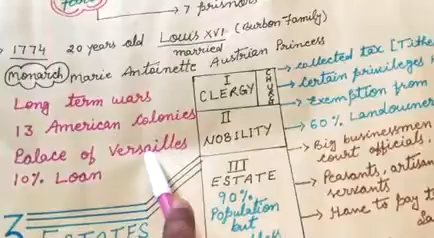 → 7 prisno
→ 1774 20 years old Louis XVI (Burbon-family)
married
monarch Marie Antoinette Austrian Princess
Long term wars
13 American colonies
Palace of Versailles
10% Loan
I
CLERGY
II
NOBILITY
III
ESTATE
90%
Population
but
→ collected tax [Tithe
→ Certain privileges
→ Exemption from
→ 60% Landowner
→ Big businessmen
court officials,
→ Peasants, artisan
servants
→ Have to pay t
3 ESTATES